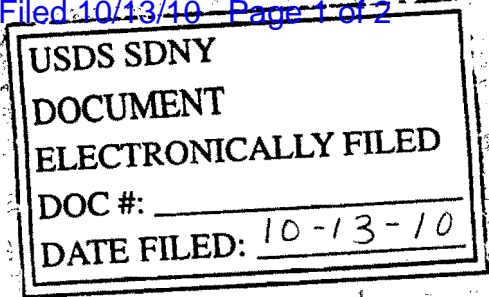 Filed 10/13/10 Page 1 of 2
USDS SDNY
DOCUMENT
ELECTRONICALLY FILED
DOC #:
DATE FILED: 10-13-10